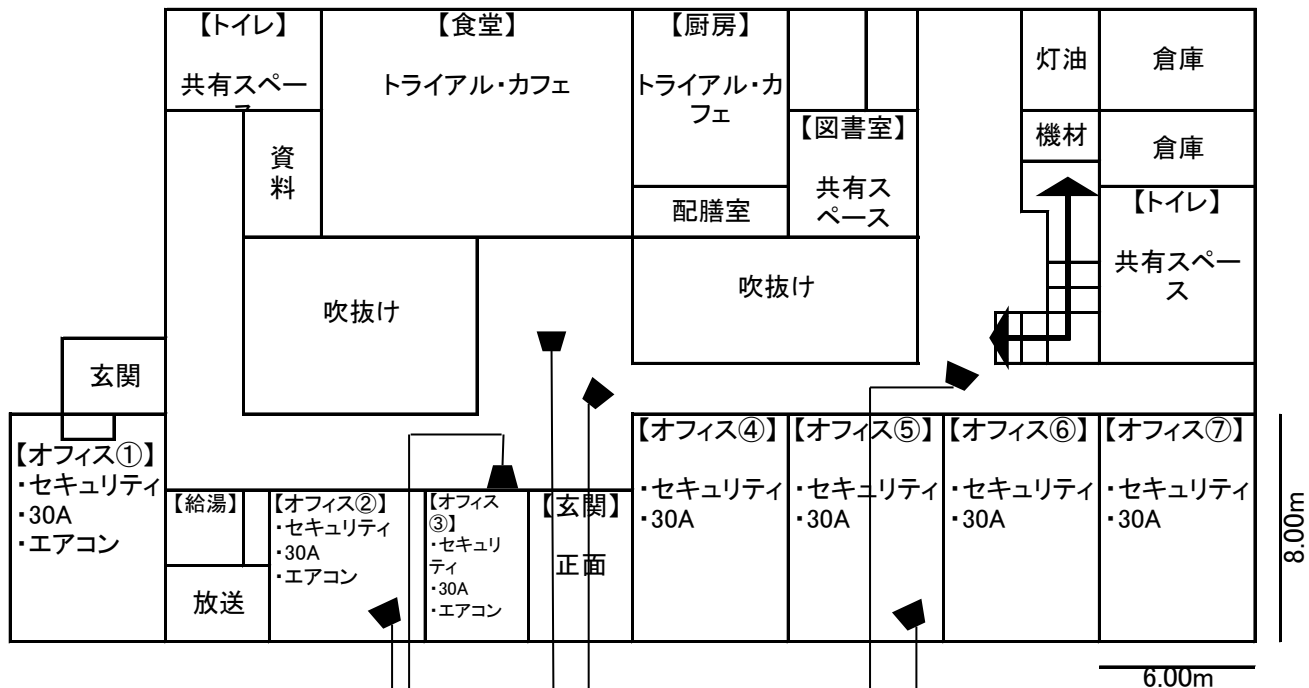 【トイレ】
共有スペー
ス
【食堂】
トライアル・カフェ
【厨房】
トライアル・カ
フェ
灯油
倉庫
資
料
【図書室】
共有ス
ペース
機材
倉庫
配膳室
【トイレ】
共有スペー
ス
吹抜け
吹抜け
玄関
【オフィス①】
・セキュリティ
・30A
・エアコン
【給湯】
放送
【オフィス②】
・セキュリティ
・30A
・エアコン
【オフィス
③】
・セキュリ
ティ
・30A
・エアコン
【玄関】
正面
【オフィス④】
・セキュリティ
・30A
【オフィス⑤】
・セキュリティ
・30A
【オフィス⑥】
・セキュリティ
・30A
【オフィス⑦】
・セキュリティ
・30A
8.00m
6.00m